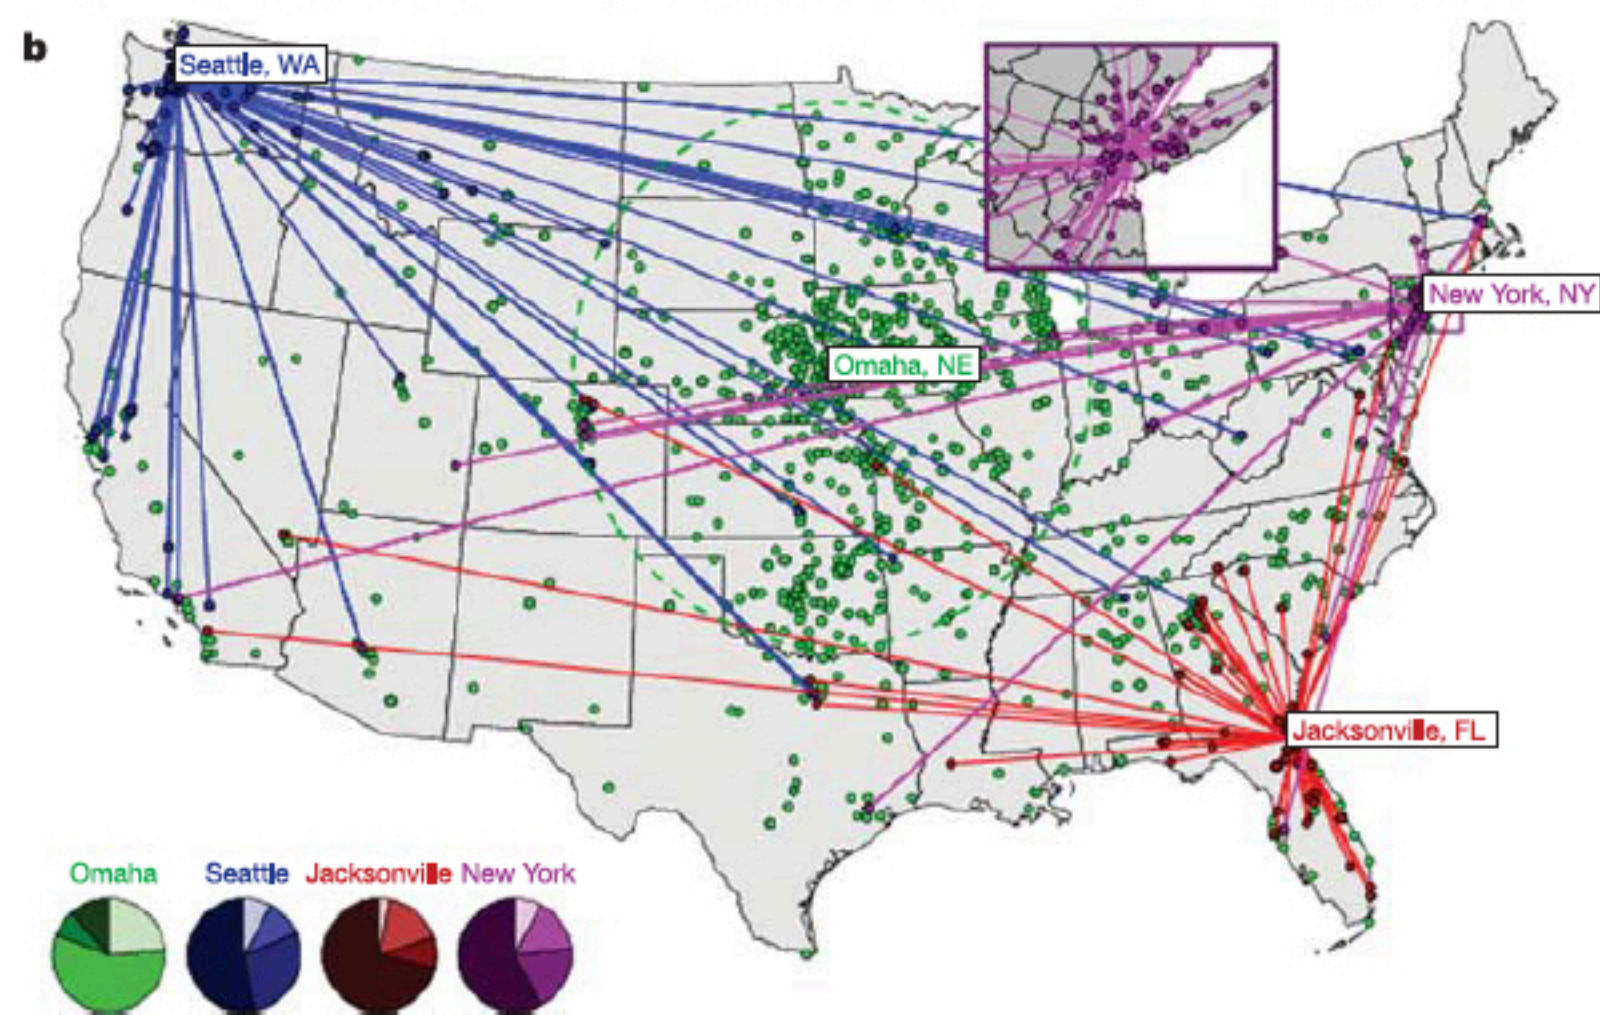 b
Seattle, WA
New York, NY
Omaha, NE
Jacksonville, FL
Omaha Seattle Jacksonville New York